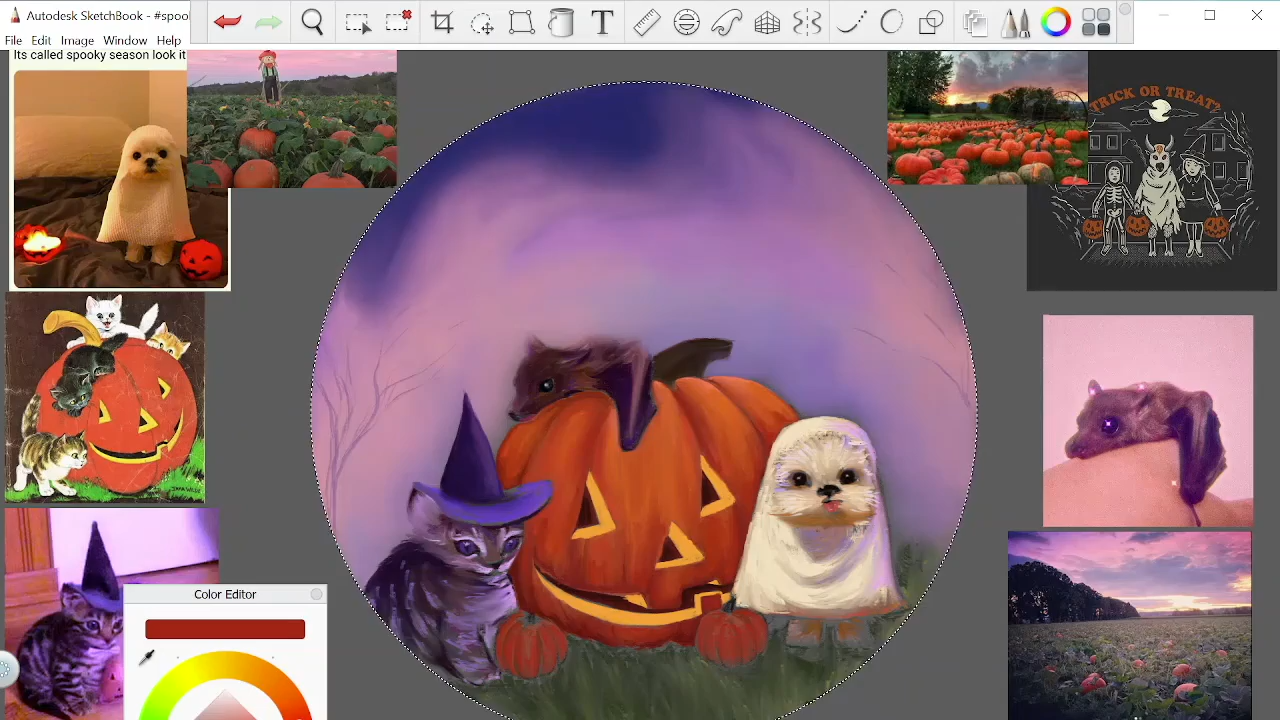 Autodesk SketchBook - #spoo
File Edit Image Window Help
T
Its called spooky season look it
TRICK OR TREAT?
Color Editor